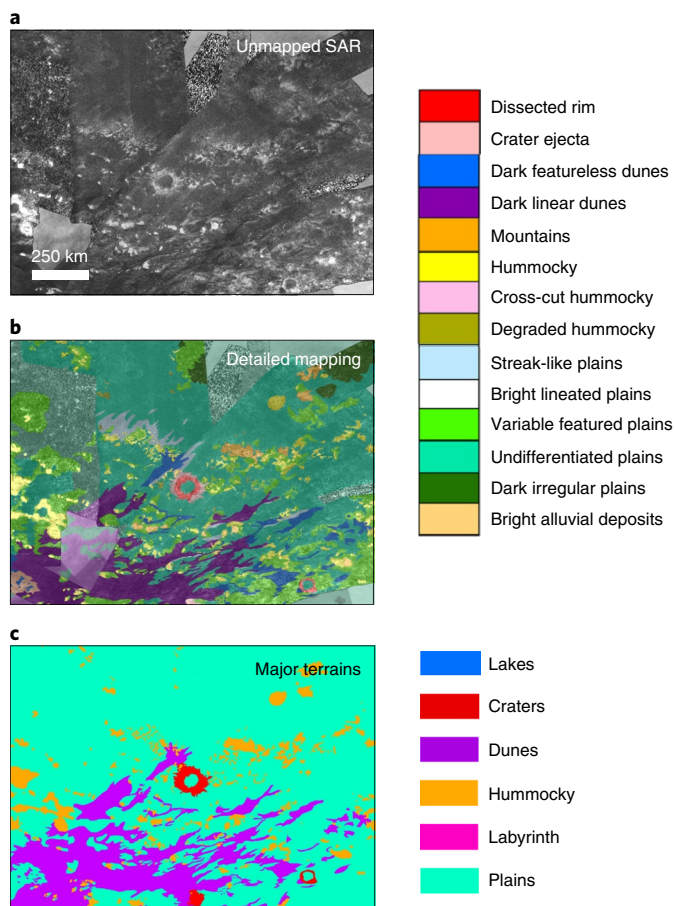 a
Unmapped SAR
250 km
b
Detailed mapping
Dissected rim
Crater ejecta
Dark featureless dunes
Dark linear dunes
Mountains
Hummocky
Cross-cut hummocky
Degraded hummocky
Streak-like plains
Bright lineated plains
Variable featured plains
Undifferentiated plains
Dark irregular plains
Bright alluvial deposits
c
Major terrains
Lakes
Craters
Dunes
Hummocky
Labyrinth
Plains